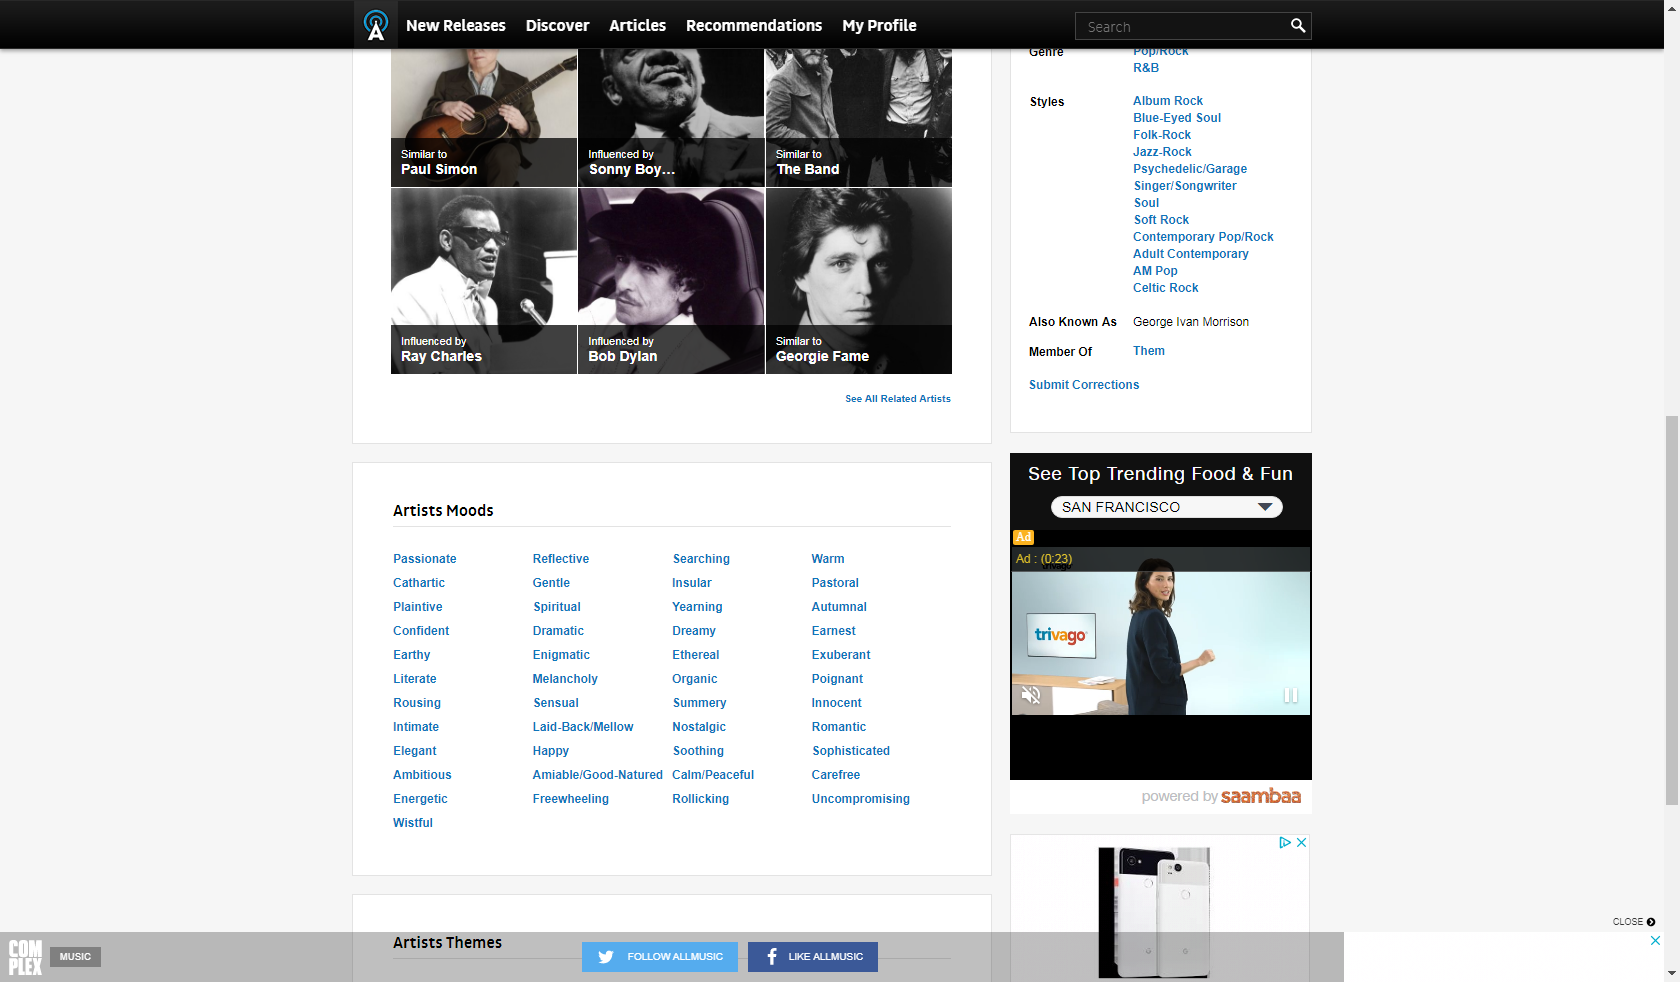 New Releases Discover Articles Recommendations My Profile Search
Similar to
Paul Simon
Influenced by
Sonny Boy...
Similar to
The Band
Influenced by
Ray Charles
Influenced by
Bob Dylan
Similar to
Georgie Fame
See All Related Artists
Genre Pop/Rock
R&B
Styles Album Rock
Blue-Eyed Soul
Folk-Rock
Jazz-Rock
Psychedelic/Garage
Singer/Songwriter
Soul
Soft Rock
Contemporary Pop/Rock
Adult Contemporary
AM Pop
Celtic Rock
Also Known As George Ivan Morrison
Member Of Them
Submit Corrections
Artists Moods
Passionate Reflective Searching Warm
Cathartic Gentle Insular Pastoral
Plaintive Spiritual Yearning Autumnal
Confident Dramatic Dreamy Earnest
Earthy Enigmatic Ethereal Exuberant
Literate Melancholy Organic Poignant
Rousing Sensual Summery Innocent
Intimate Laid-Back/Mellow Nostalgic Romantic
Elegant Happy Soothing Sophisticated
Ambitious Amiable/Good-Natured Calm/Peaceful Carefree
Energetic Freewheeling Rollicking Uncompromising
Wistful
See Top Trending Food & Fun
SAN FRANCISCO
Ad
Ad : (0:23)
trivago
powered by saambaa
Artists Themes
CLOSE
COMPLEX MUSIC
FOLLOW ALLMUSIC LIKE ALLMUSIC